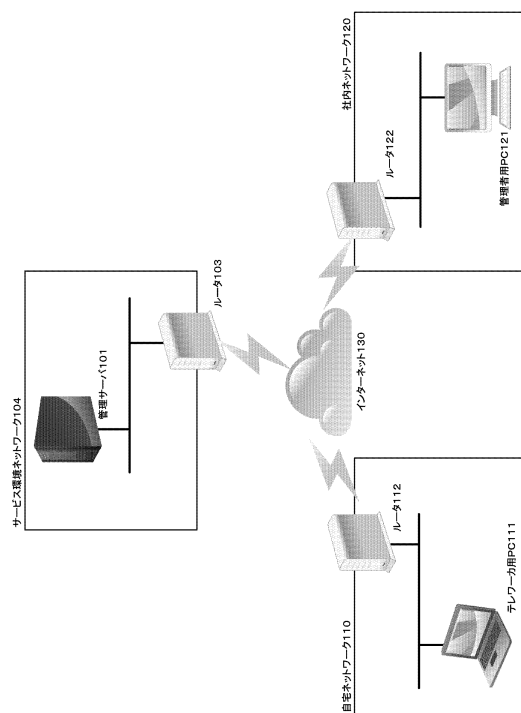 サービス環境ネットワーク104
管理サーバ101
ルータ103
インターネット130
自宅ネットワーク110
ルータ112
テレワーカ用PC111
社内ネットワーク120
ルータ122
管理者用PC121